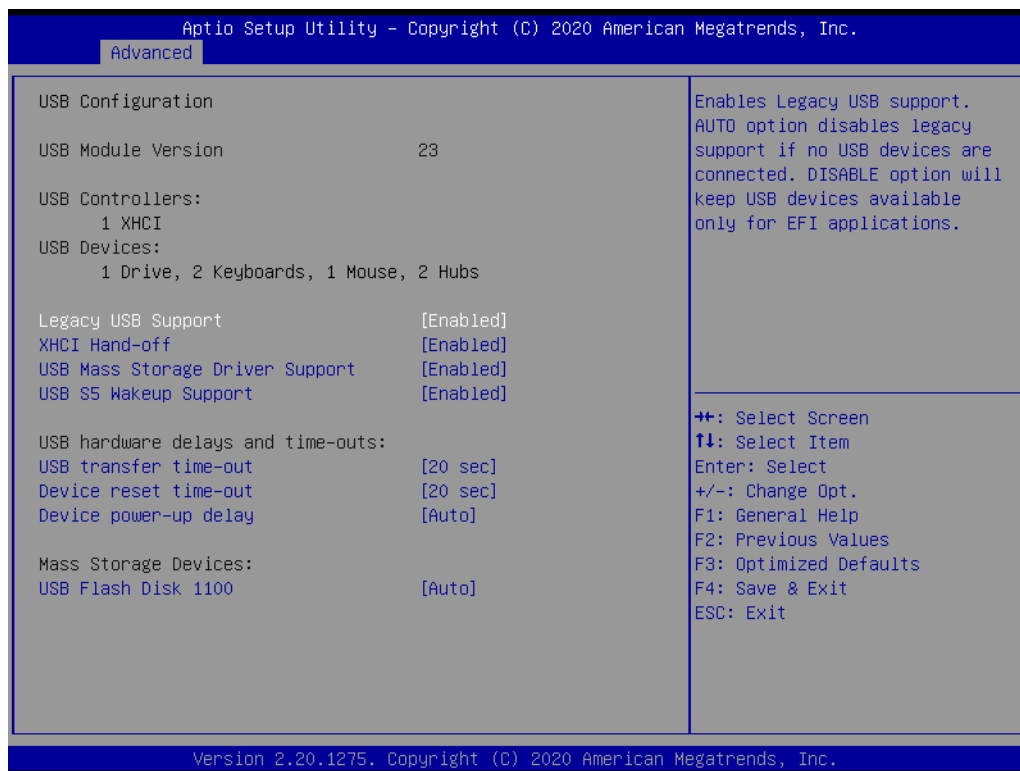 Aptio Setup Utility – Copyright (C) 2020 American Megatrends, Inc.
Advanced
USB Configuration
USB Module Version 23
USB Controllers:
1 XHCI
USB Devices:
1 Drive, 2 Keyboards, 1 Mouse, 2 Hubs
Legacy USB Support [Enabled]
XHCI Hand-off [Enabled]
USB Mass Storage Driver Support [Enabled]
USB S5 Wakeup Support [Enabled]
USB hardware delays and time-outs:
USB transfer time-out [20 sec]
Device reset time-out [20 sec]
Device power-up delay [Auto]
Mass Storage Devices:
USB Flash Disk 1100 [Auto]
Enables Legacy USB support.
AUTO option disables legacy
support if no USB devices are
connected. DISABLE option will
keep USB devices available
only for EFI applications.
→←: Select Screen
↑↓: Select Item
Enter: Select
+/-: Change Opt.
F1: General Help
F2: Previous Values
F3: Optimized Defaults
F4: Save & Exit
ESC: Exit
Version 2.20.1275. Copyright (C) 2020 American Megatrends, Inc.